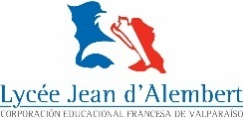 Lycée Jean d'Alembert
CORPORACIÓN EDUCACIONAL FRANCESA DE VALPARAÍSO